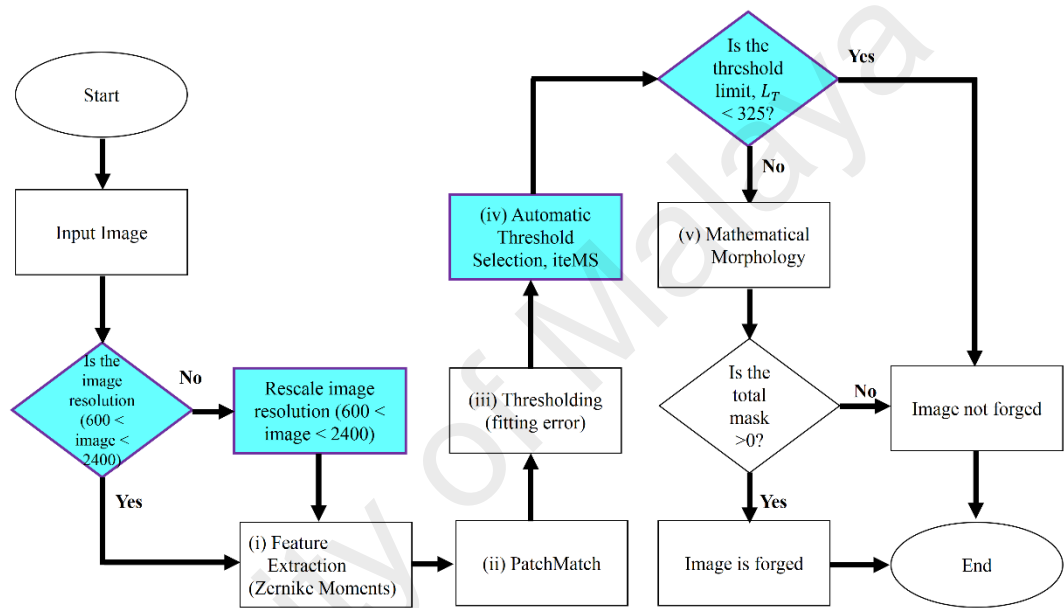 Start
Input Image
Is the
image
resolution
(600 <
image <
2400)
No
Yes
Rescale image
resolution (600 <
image < 2400)
(i) Feature
Extraction
(Zernike Moments)
(ii) PatchMatch
(iii) Thresholding
(fitting error)
(iv) Automatic
Threshold
Selection, iteMS
Is the
threshold
limit, L_T
< 325?
Yes
No
(v) Mathematical
Morphology
Is the
total
mask
>0?
No
Yes
Image not forged
Image is forged
End
ity of Malaya